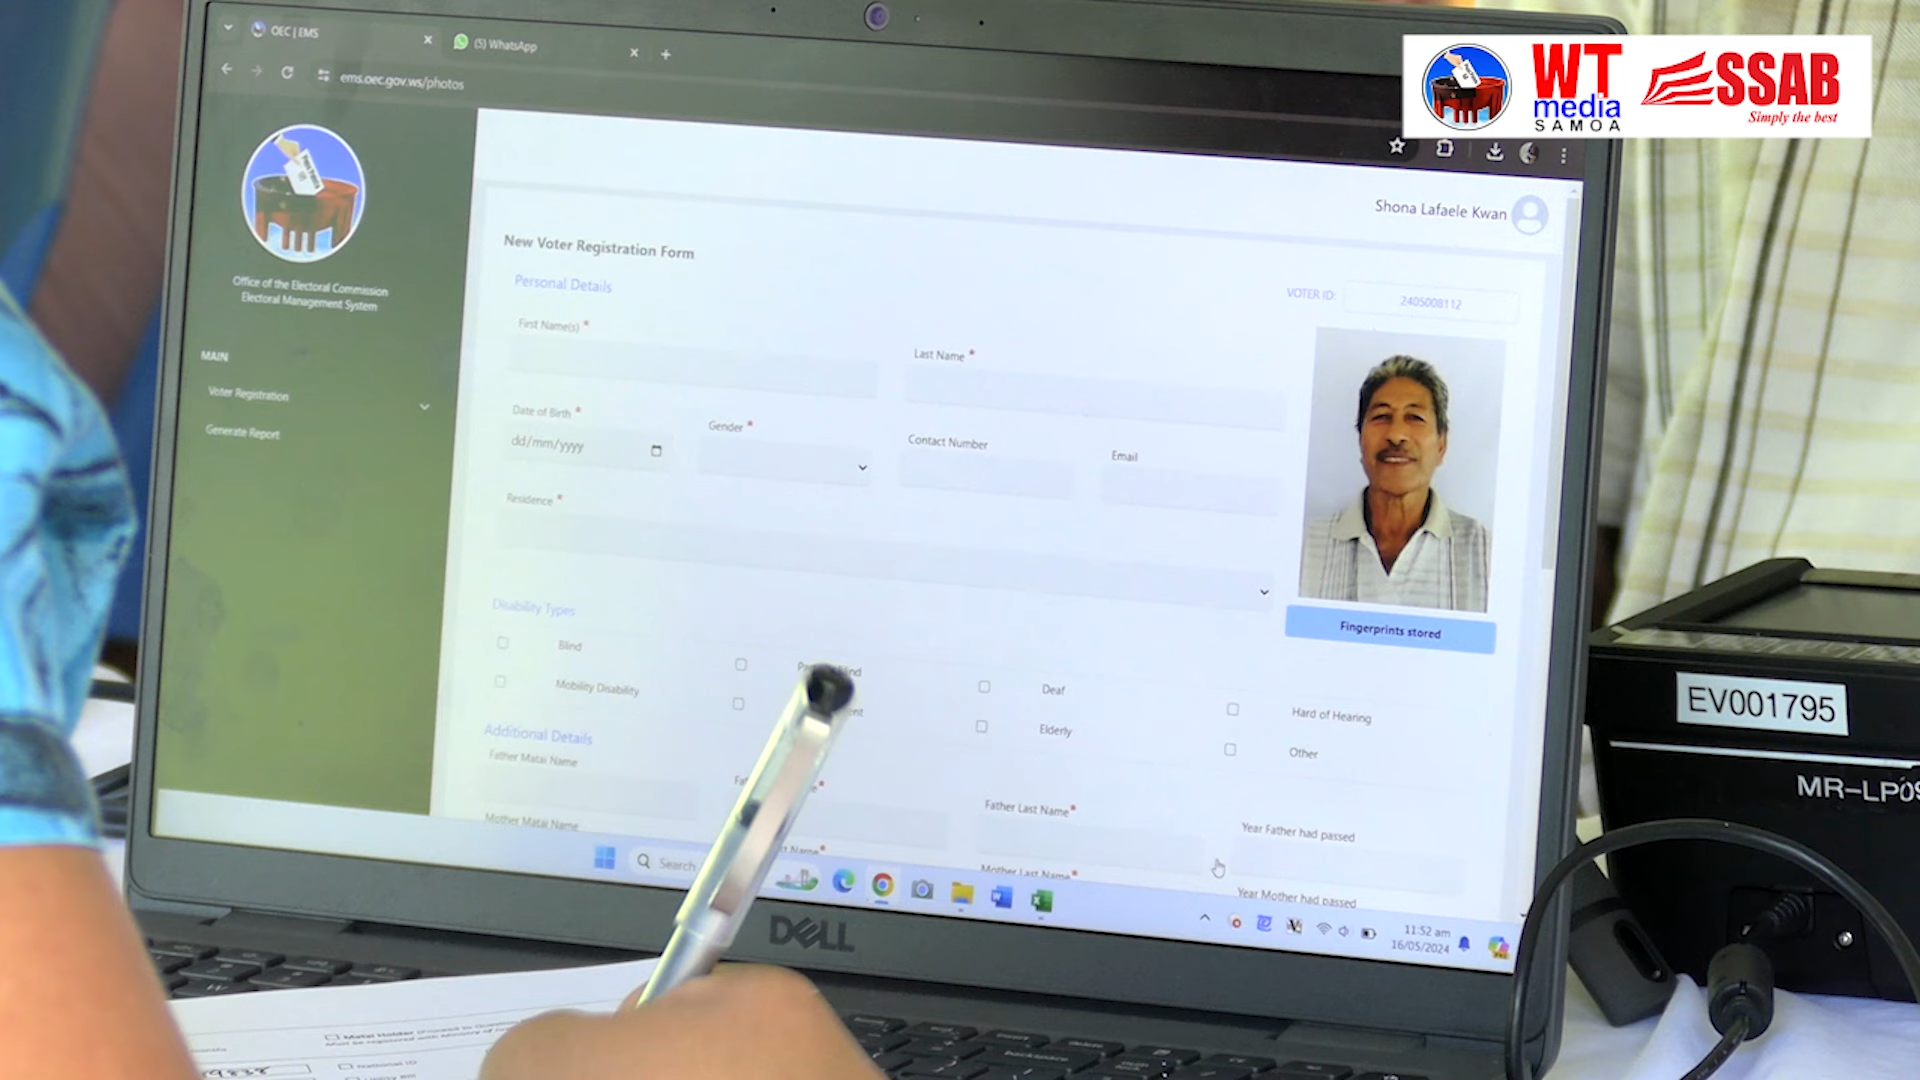 OEC | EMS
(5) WhatsApp
ems.oec.gov.ws/photos
WT
media
SAMOA
SSAB
Simply the best
Shona Lafaele Kwan
Office of the Electoral Commission
Electoral Management System
MAIN
Voter Registration
Generate Report
New Voter Registration Form
Personal Details
VOTER ID:
2405008112
First Name(s) *
Last Name *
Date of Birth *
dd/mm/yyyy
Gender *
Contact Number
Email
Residence *
Fingerprints stored
Disability Types
Blind
Deaf
Hard of Hearing
Mobility Disability
Elderly
Other
Additional Details
Father Matai Name
Father Last Name*
Year Father had passed
Mother Matai Name
Mother Last Name*
Year Mother had passed
Search
11:52 am
16/05/2024
DELL
EV001795
backspace